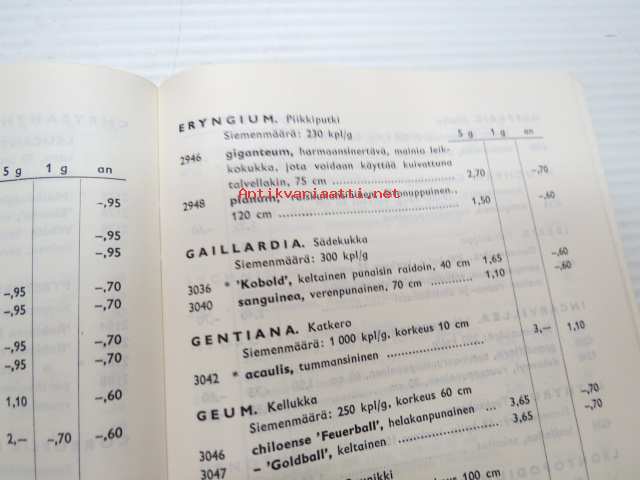 5 g 1 g an
-,95
-,95
-,95
-,95 -,70
-,95 -,70
-,95 -,70
-,95 -,70
1,10 -,60
2,- -,70 -,60
ERYNGIUM. Piikkiputki
Siemenmäärä: 230 kpl/g 5 g 1 g an
2946 giganteum, harmaansinertävä, mainio leik-
kokukka, jota voidaan käyttää kuivattuna
talvellakin, 75 cm 2,70 -,70
2948 planum,
120 cm 1,50 -,60
Antikvariaatti.net
GAILLARDIA. Sädekukka
Siemenmäärä: 300 kpl/g
3036 * 'Kobold', keltainen punaisin raidoin, 40 cm 1,65 -,60
3040 sanguinea, verenpunainen, 70 cm 1,10 -,60
GENTIANA. Katkero
Siemenmäärä: 1 000 kpl/g, korkeus 10 cm
3042 * acaulis, tummansininen 3,- 1,10
GEUM. Kellukka
Siemenmäärä: 250 kpl/g, korkeus 60 cm
3046 chiloense 'Feuerball', helakanpunainen 3,65 -,70
3047 - 'Goldball', keltainen 3,65 -,70
100 cm